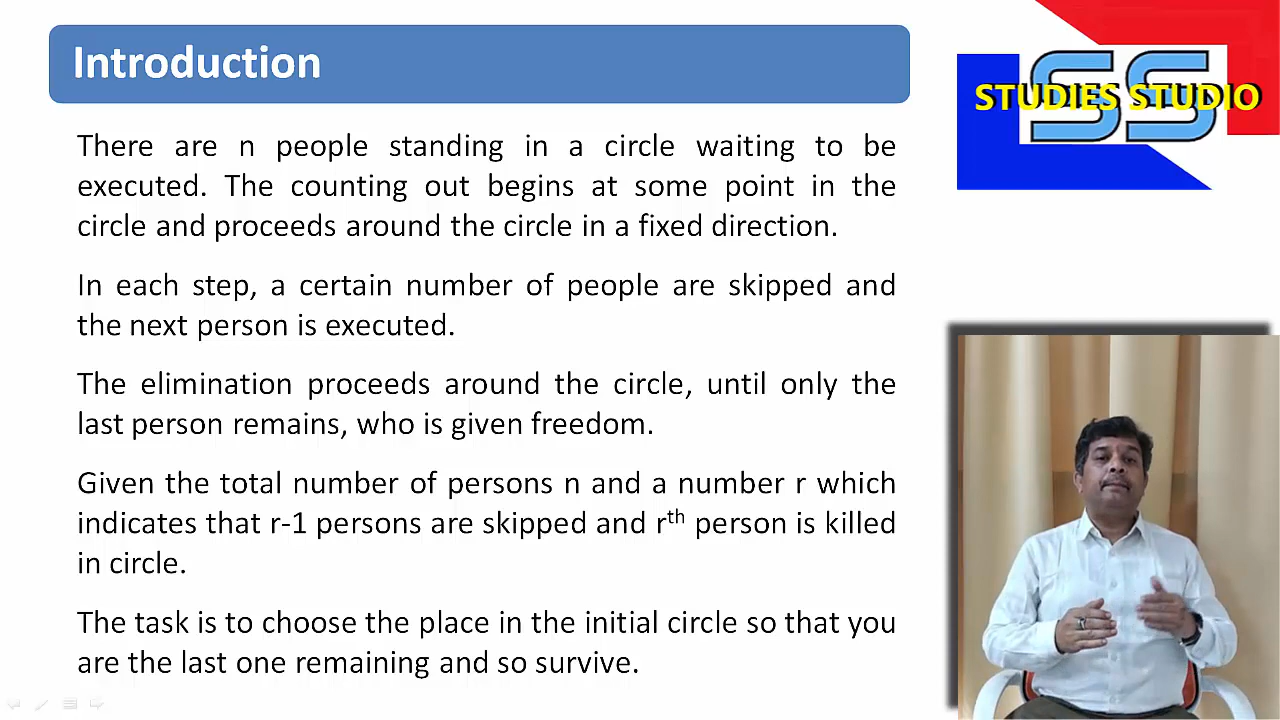 Introduction
There are n people standing in a circle waiting to be
executed. The counting out begins at some point in the
circle and proceeds around the circle in a fixed direction.
In each step, a certain number of people are skipped and
the next person is executed.
The elimination proceeds around the circle, until only the
last person remains, who is given freedom.
Given the total number of persons n and a number r which
indicates that r-1 persons are skipped and rth person is killed
in circle.
The task is to choose the place in the initial circle so that you
are the last one remaining and so survive.
SS
STUDIES STUDIO